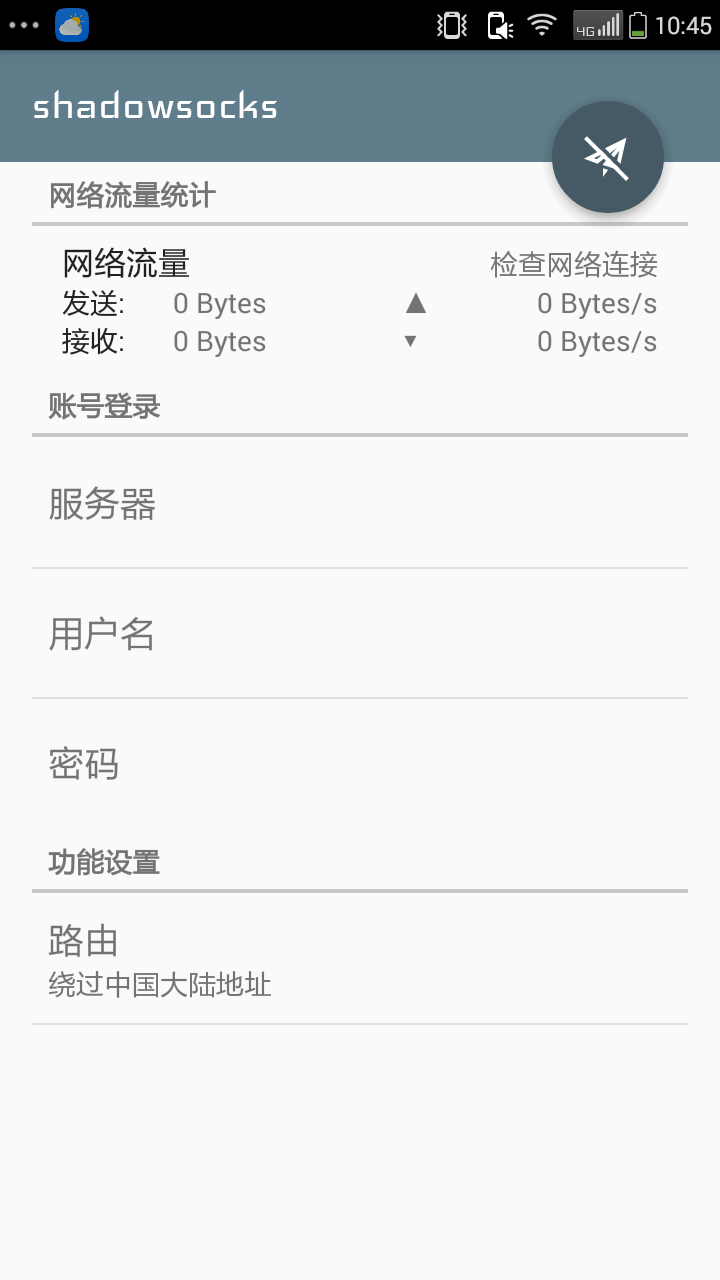 10:45
4G
shadowsocks
网络流量统计
网络流量 检查网络连接
发送: 0 Bytes ▲ 0 Bytes/s
接收: 0 Bytes ▼ 0 Bytes/s
账号登录
服务器
用户名
密码
功能设置
路由
绕过中国大陆地址